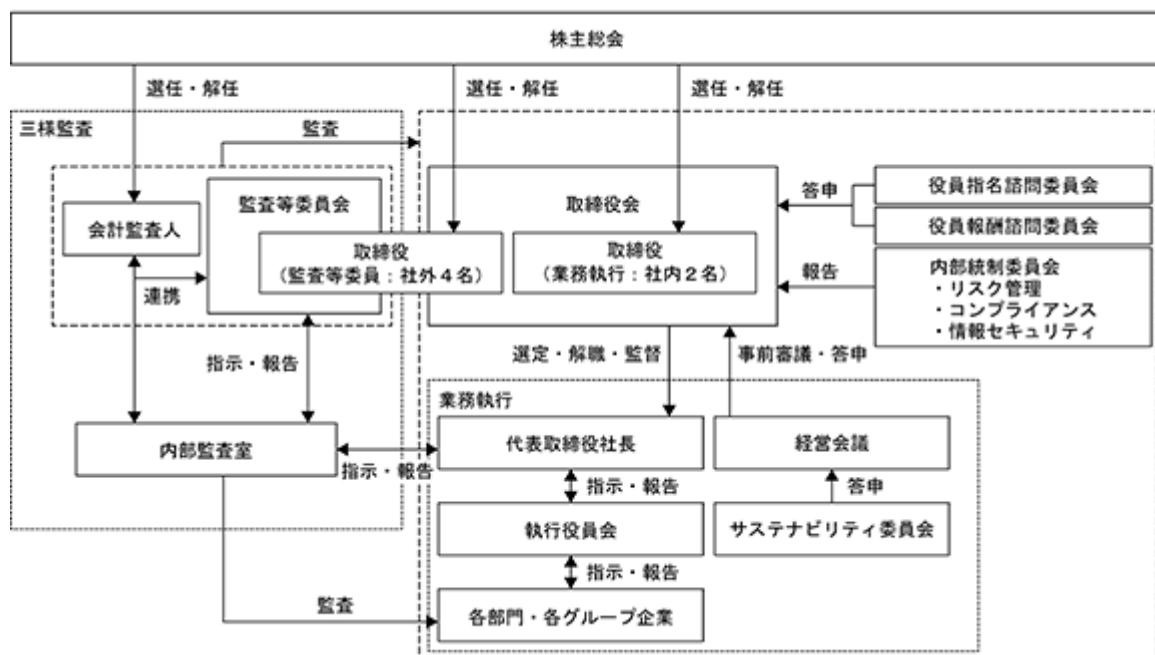 株主総会
選任・解任
選任・解任
選任・解任
三様監査
監査
会計監査人
監査等委員会
取締役
（監査等委員：社外４名）
取締役会
取締役
（業務執行：社内２名）
答申
役員指名諮問委員会
役員報酬諮問委員会
報告
内部統制委員会
・リスク管理
・コンプライアンス
・情報セキュリティ
連携
指示・報告
選定・解職・監督
事前審議・答申
業務執行
内部監査室
指示・報告
代表取締役社長
経営会議
指示・報告
答申
執行役員会
サステナビリティ委員会
指示・報告
監査
各部門・各グループ企業